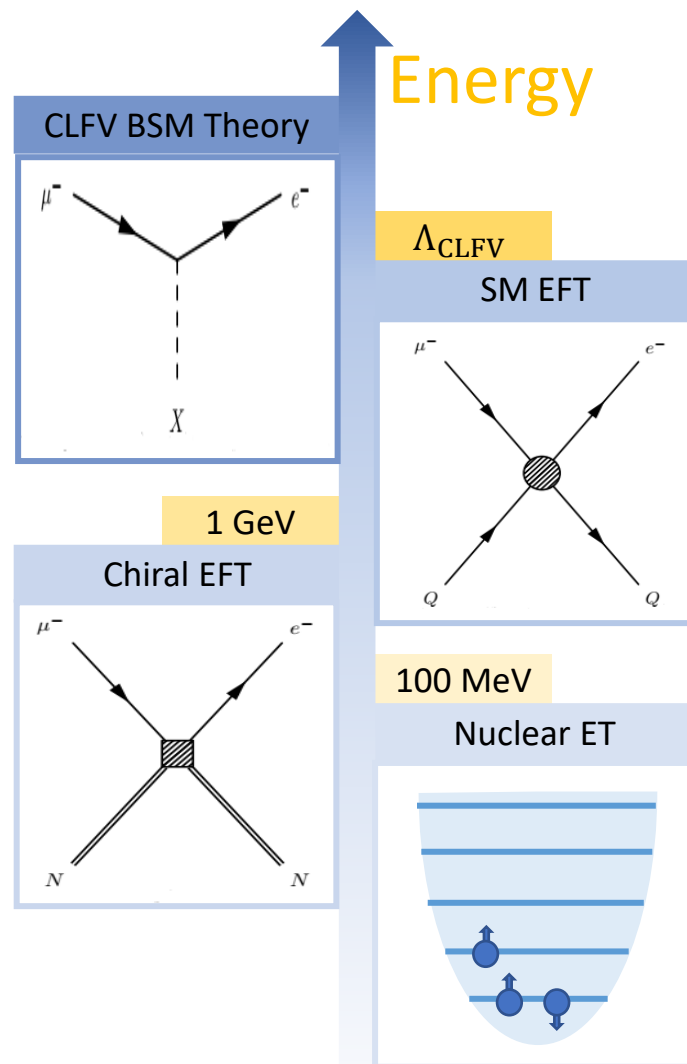 Energy
CLFV BSM Theory
μ⁻ e⁻
X
Λ_CLFV
SM EFT
μ⁻ e⁻
Q Q
1 GeV
Chiral EFT
μ⁻ e⁻
N N
100 MeV
Nuclear ET